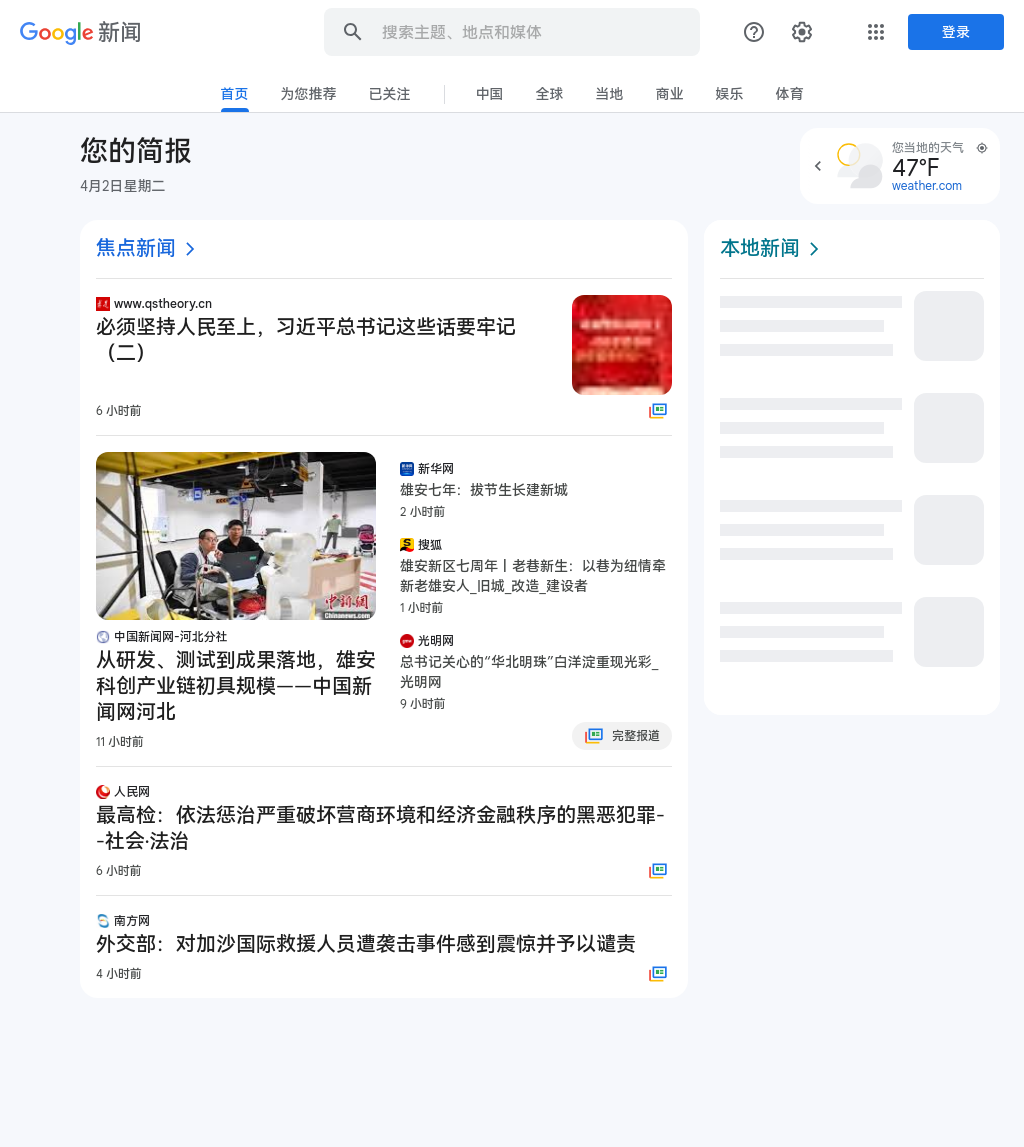 Google 新闻
搜索主题、地点和媒体
登录
首页
为您推荐
已关注
中国
全球
当地
商业
娱乐
体育
您的简报
4月2日星期二
您当地的天气
47°F
weather.com
焦点新闻
www.qstheory.cn
必须坚持人民至上，习近平总书记这些话要牢记
（二）
6 小时前
中新网
Chinanews.com
中国新闻网-河北分社
从研发、测试到成果落地，雄安
科创产业链初具规模——中国新
闻网河北
11 小时前
新华网
雄安七年：拔节生长建新城
2 小时前
搜狐
雄安新区七周年丨老巷新生：以巷为纽情牵
新老雄安人_旧城_改造_建设者
1 小时前
光明网
总书记关心的“华北明珠”白洋淀重现光彩_
光明网
9 小时前
完整报道
人民网
最高检：依法惩治严重破坏营商环境和经济金融秩序的黑恶犯罪-
-社会·法治
6 小时前
南方网
外交部：对加沙国际救援人员遭袭击事件感到震惊并予以谴责
4 小时前
本地新闻